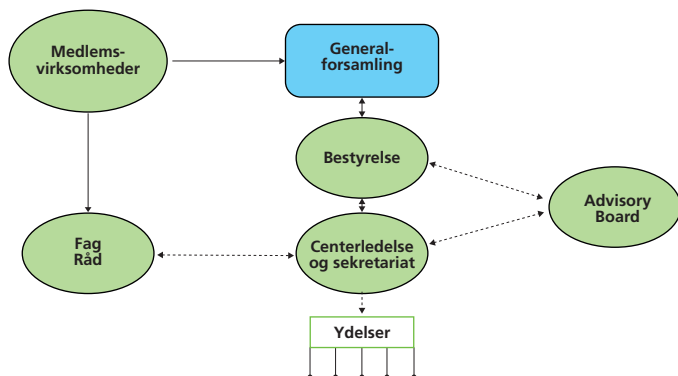 Medlems-
virksomheder
General-
forsamling
Bestyrelse
Advisory
Board
Fag
Råd
Centerledelse
og sekretariat
Ydelser